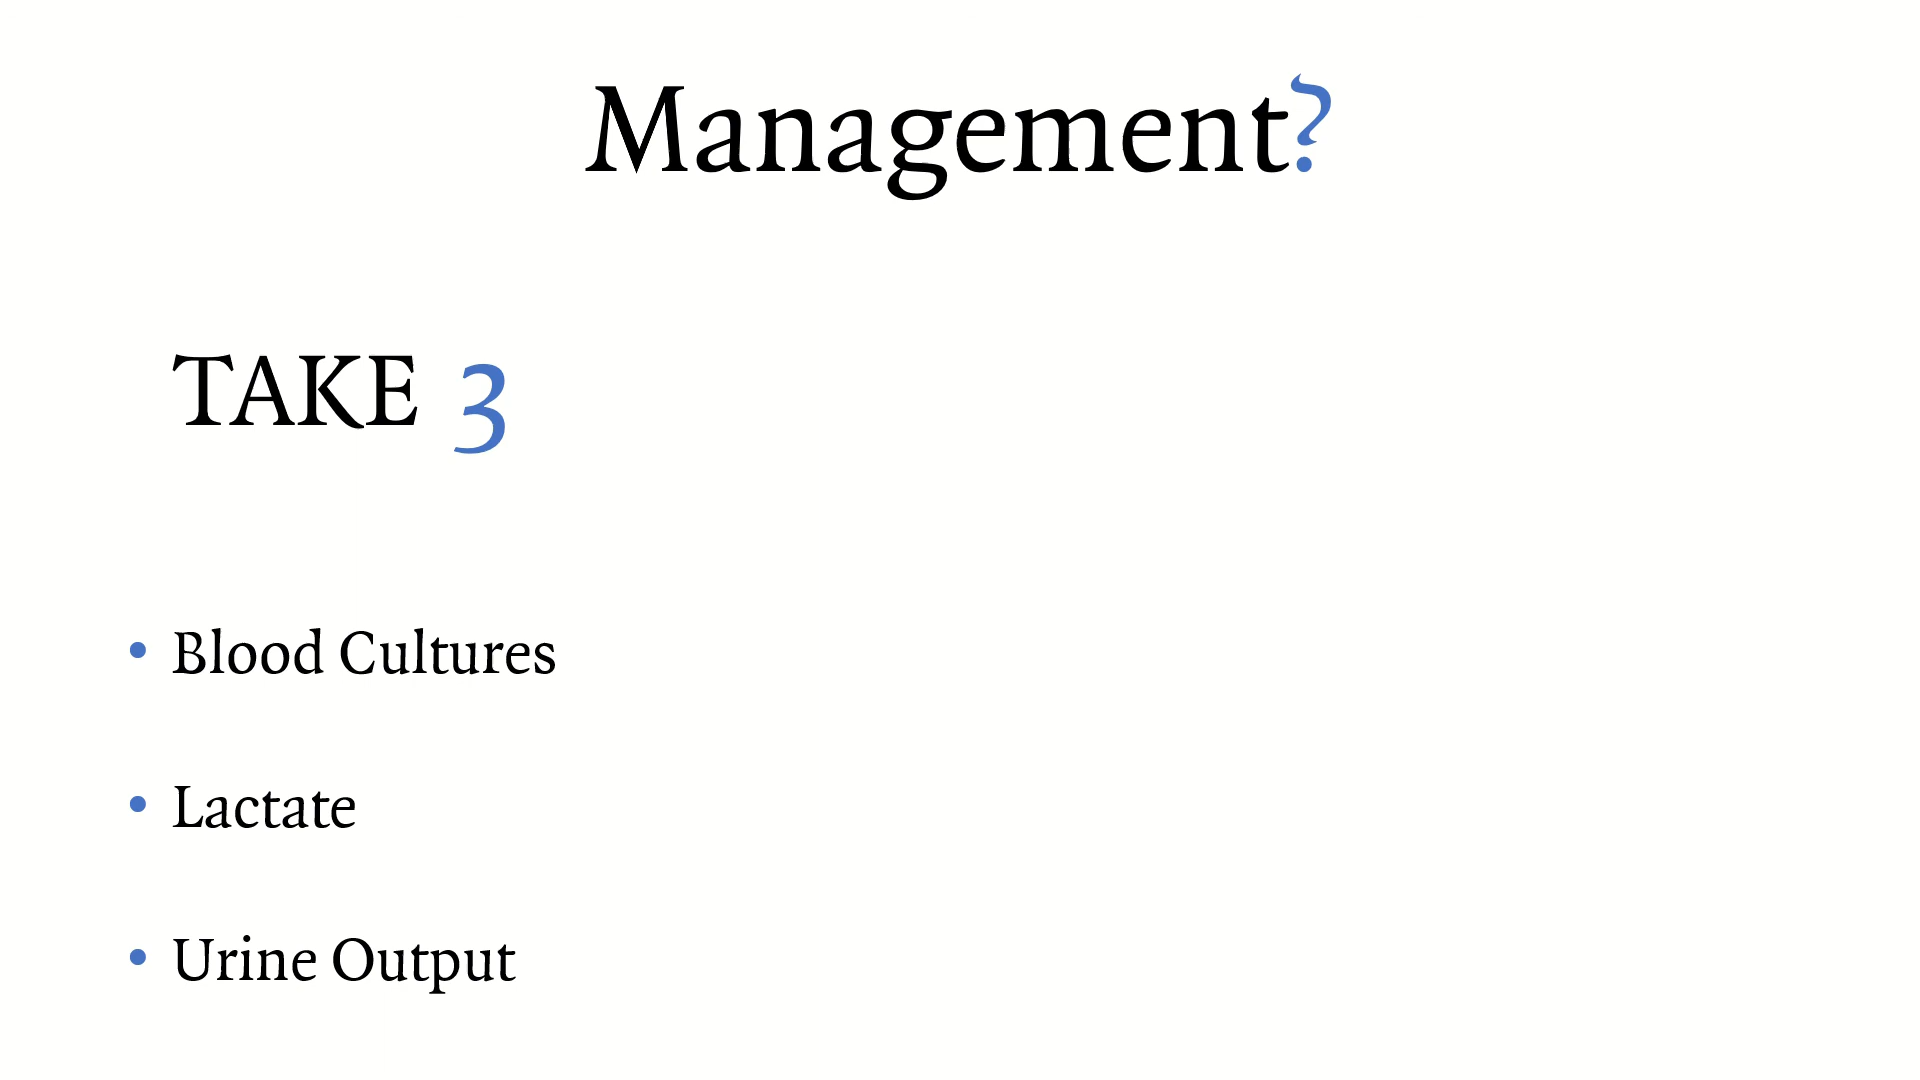 Management?
TAKE 3
• Blood Cultures
• Lactate
• Urine Output